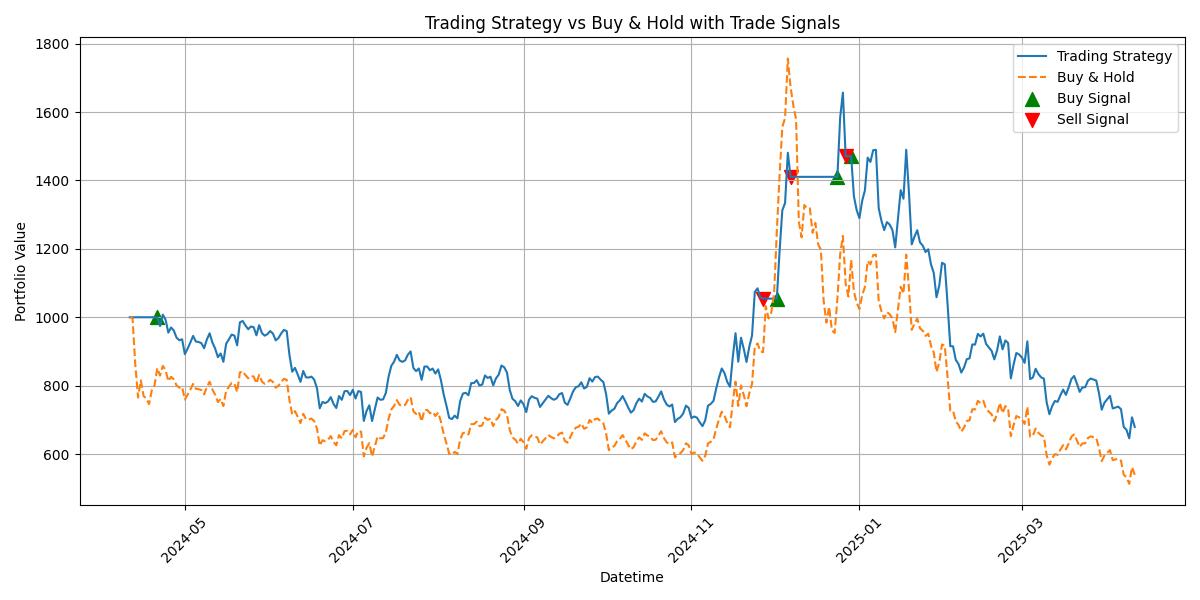 Trading Strategy vs Buy & Hold with Trade Signals
Trading Strategy
Buy & Hold
Buy Signal
Sell Signal
Portfolio Value
1800
1600
1400
1200
1000
800
600
2024-05
2024-07
2024-09
2024-11
2025-01
2025-03
Datetime